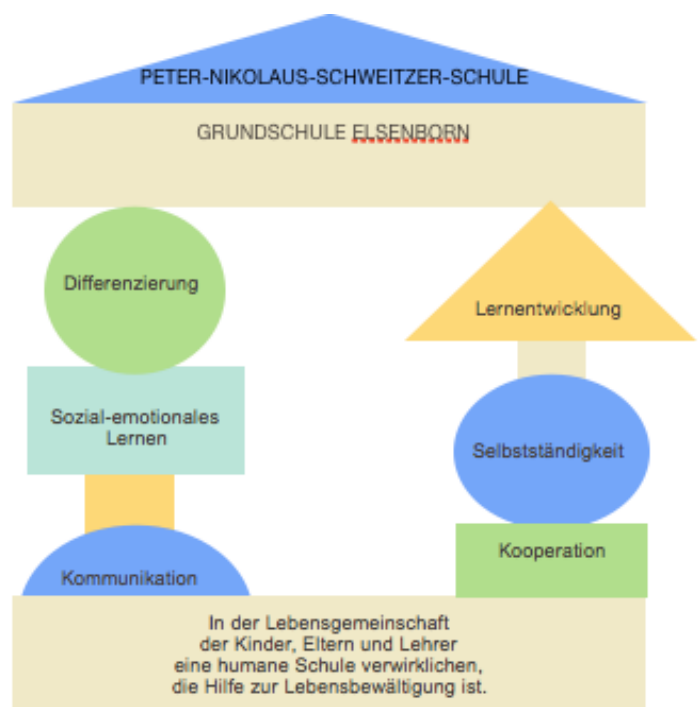 PETER-NIKOLAUS-SCHWEITZER-SCHULE
GRUNDSCHULE ELSENBORN
Differenzierung
Lernentwicklung
Sozial-emotionales
Lernen
Selbstständigkeit
Kommunikation
Kooperation
In der Lebensgemeinschaft
der Kinder, Eltern und Lehrer
eine humane Schule verwirklichen,
die Hilfe zur Lebensbewältigung ist.